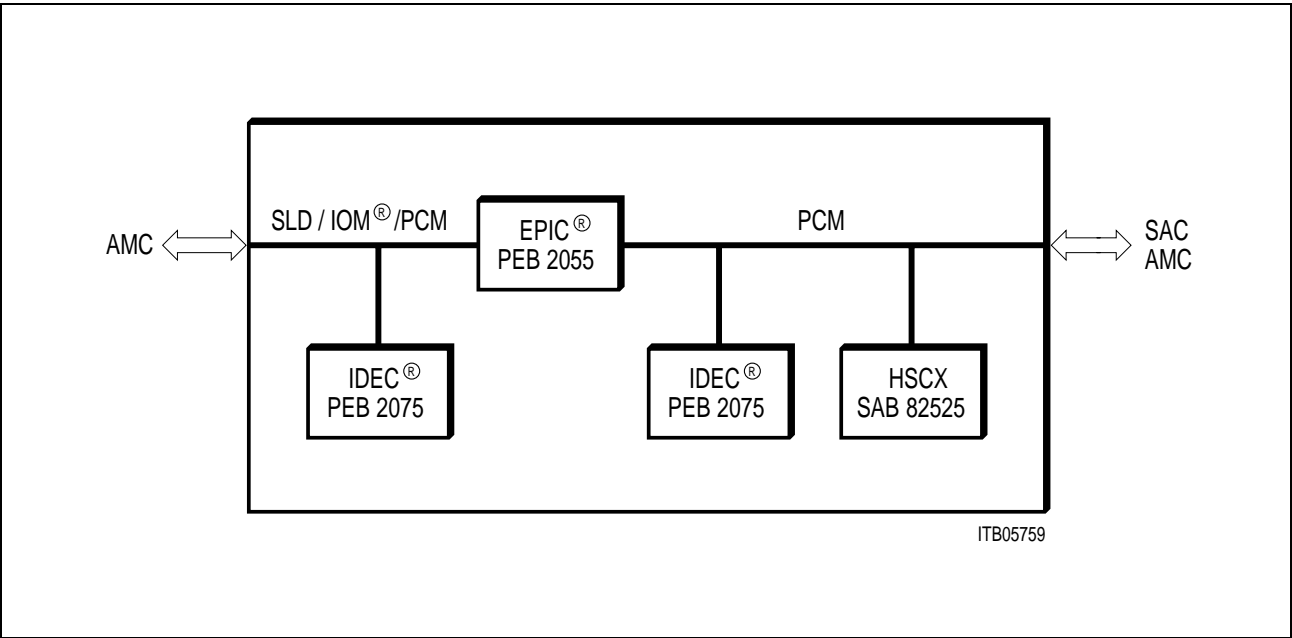 SLD / IOM®/PCM
EPIC®
PEB 2055
PCM
AMC
SAC
AMC
IDEC®
PEB 2075
IDEC®
PEB 2075
HSCX
SAB 82525
ITB05759